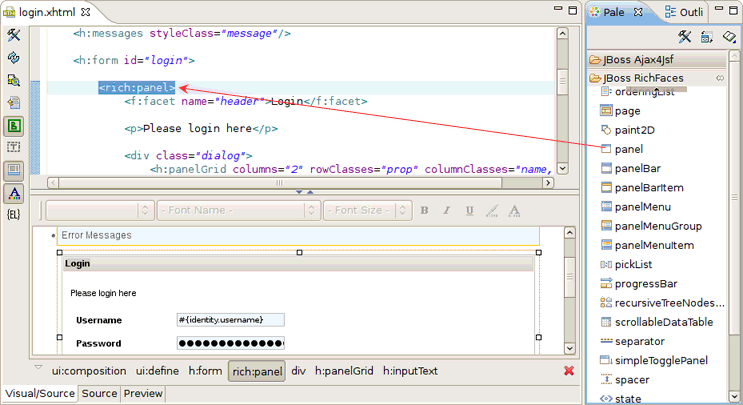 login.xhtml
<h:messages styleClass="message"/>
<h:form id="login">
<rich:panel>
<f:facet name="header">Login</f:facet>
<p>Please login here</p>
<div class="dialog">
<h:panelGrid columns="2" rowClasses="prop" columnClasses="name,
- Font Name -
- Font Size -
B I U A
Error Messages
Login
Please login here
Username #{identity.username}
Password
ui:composition ui:define h:form rich:panel div h:panelGrid h:inputText
Visual/Source Source Preview
Pale Outli
JBoss Ajax4Jsf
JBoss RichFaces
orderingList
page
paint2D
panel
panelBar
panelBarItem
panelMenu
panelMenuGroup
panelMenuItem
pickList
progressBar
recursiveTreeNodes...
scrollableDataTable
separator
simpleTogglePanel
spacer
state